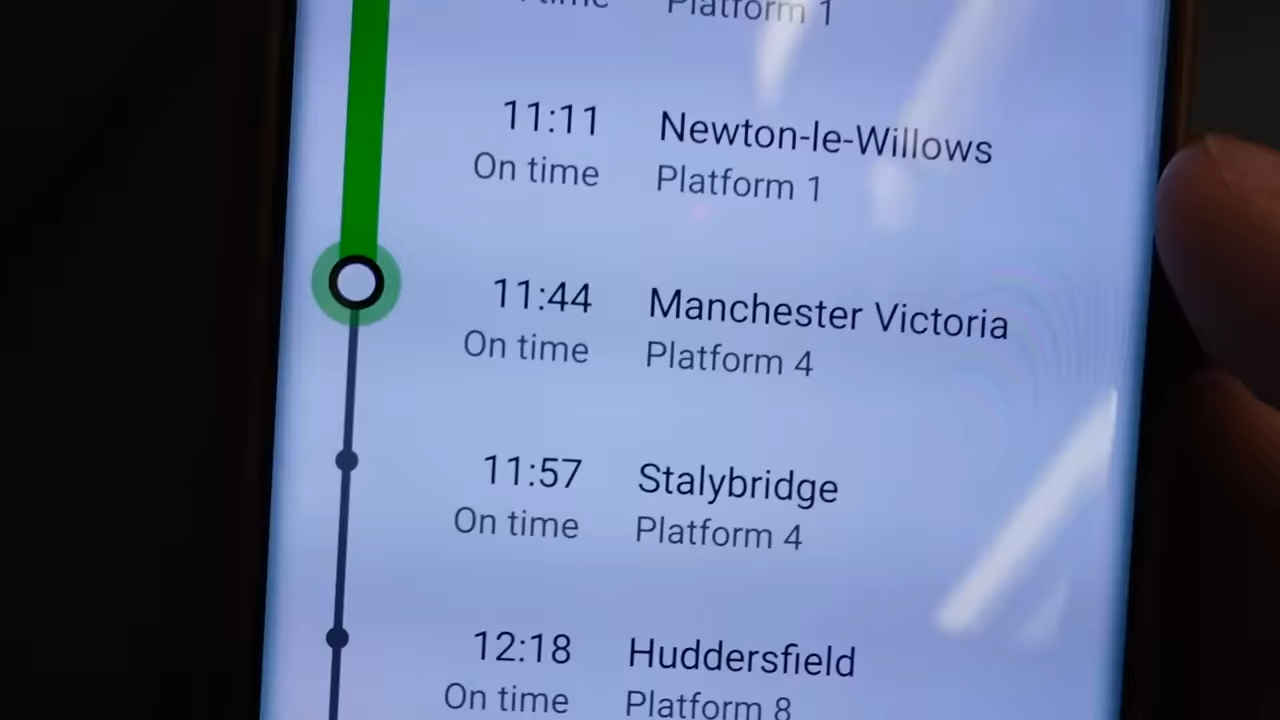 time Platform 1
11:11 Newton-le-Willows
On time Platform 1
11:44 Manchester Victoria
On time Platform 4
11:57 Stalybridge
On time Platform 4
12:18 Huddersfield
On time Platform 8